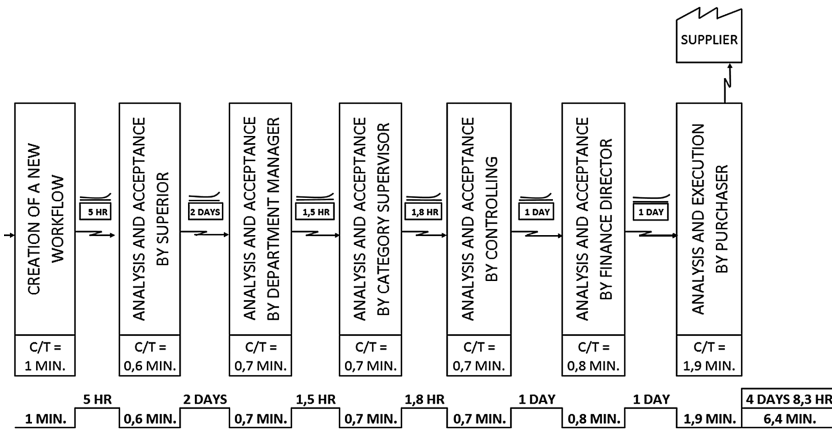 SUPPLIER
CREATION OF A NEW
WORKFLOW
C/T =
1 MIN.
5 HR
ANALYSIS AND ACCEPTANCE
BY SUPERIOR
C/T =
0,6 MIN.
2 DAYS
ANALYSIS AND ACCEPTANCE
BY DEPARTMENT MANAGER
C/T =
0,7 MIN.
1,5 HR
ANALYSIS AND ACCEPTANCE
BY CATEGORY SUPERVISOR
C/T =
0,7 MIN.
1,8 HR
ANALYSIS AND ACCEPTANCE
BY CONTROLLING
C/T =
0,7 MIN.
1 DAY
ANALYSIS AND ACCEPTANCE
BY FINANCE DIRECTOR
C/T =
0,8 MIN.
1 DAY
ANALYSIS AND EXECUTION
BY PURCHASER
C/T =
1,9 MIN.
5 HR 2 DAYS 1,5 HR 1,8 HR 1 DAY 1 DAY 4 DAYS 8,3 HR
1 MIN. 0,6 MIN. 0,7 MIN. 0,7 MIN. 0,7 MIN. 0,8 MIN. 1,9 MIN. 6,4 MIN.